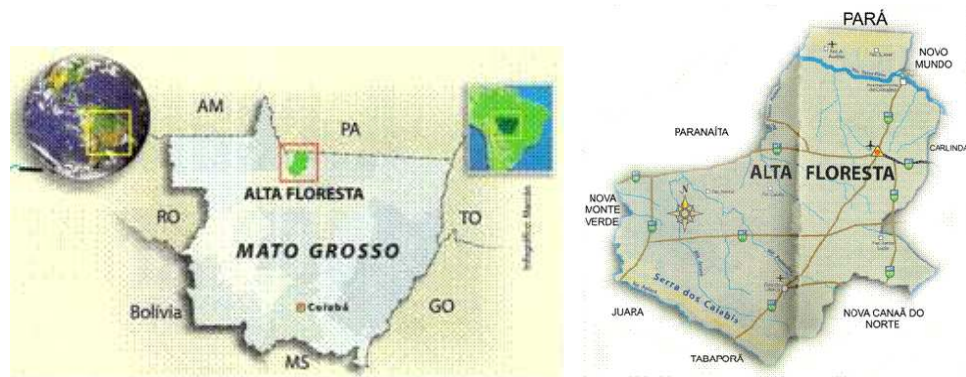 AM
PA
ALTA FLORESTA
RO
TO
MATO GROSSO
Cuiabá
Bolívia
GO
MS
PARÁ
NOVO
MUNDO
PARANAÍTA
CARLINDA
ALTA FLORESTA
N
NOVA
MONTE
VERDE
Serra dos Caiabis
JUARA
NOVA CANAÃ DO
NORTE
TABAPORÃ